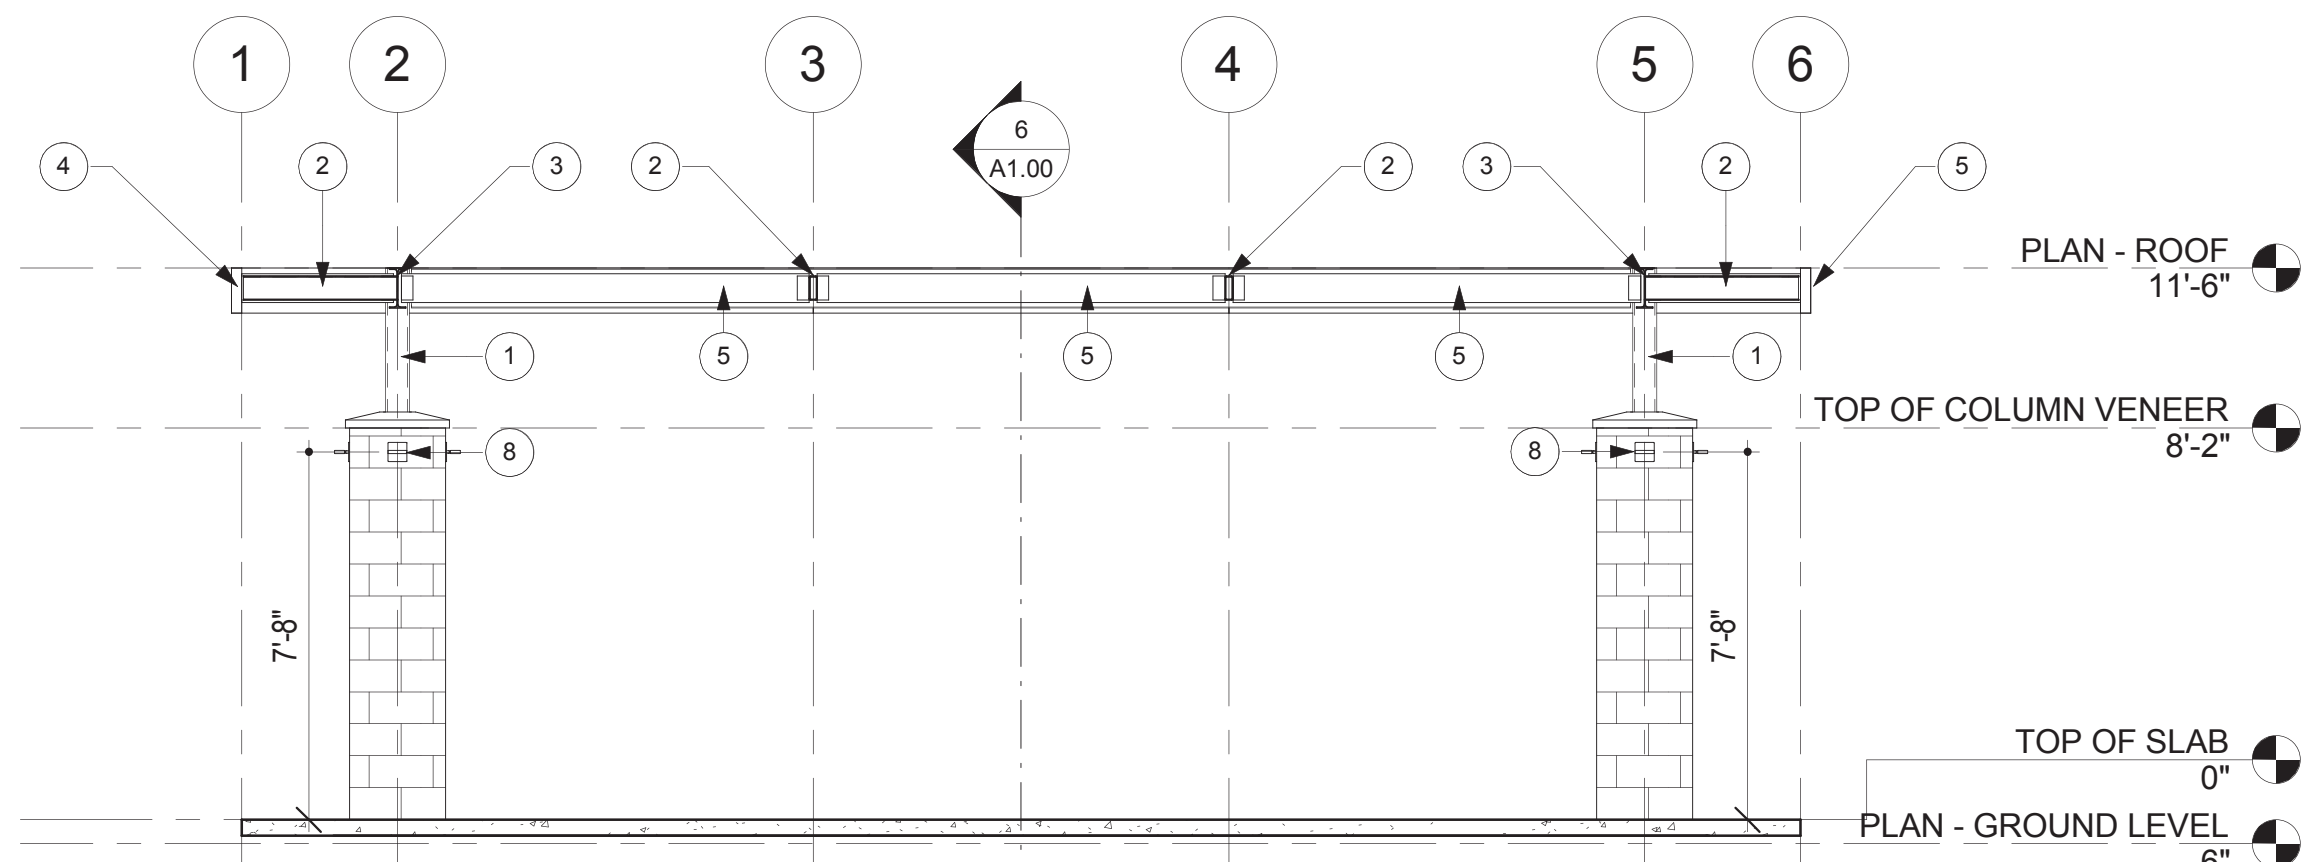 1 2 3 4 5 6
6
A1.00
4 2 3 2 2 3 2 5
PLAN - ROOF
11'-6"
1 5 5 5 1
TOP OF COLUMN VENEER
8'-2"
8 8
7'-8" 7'-8"
TOP OF SLAB
0"
PLAN - GROUND LEVEL
6"